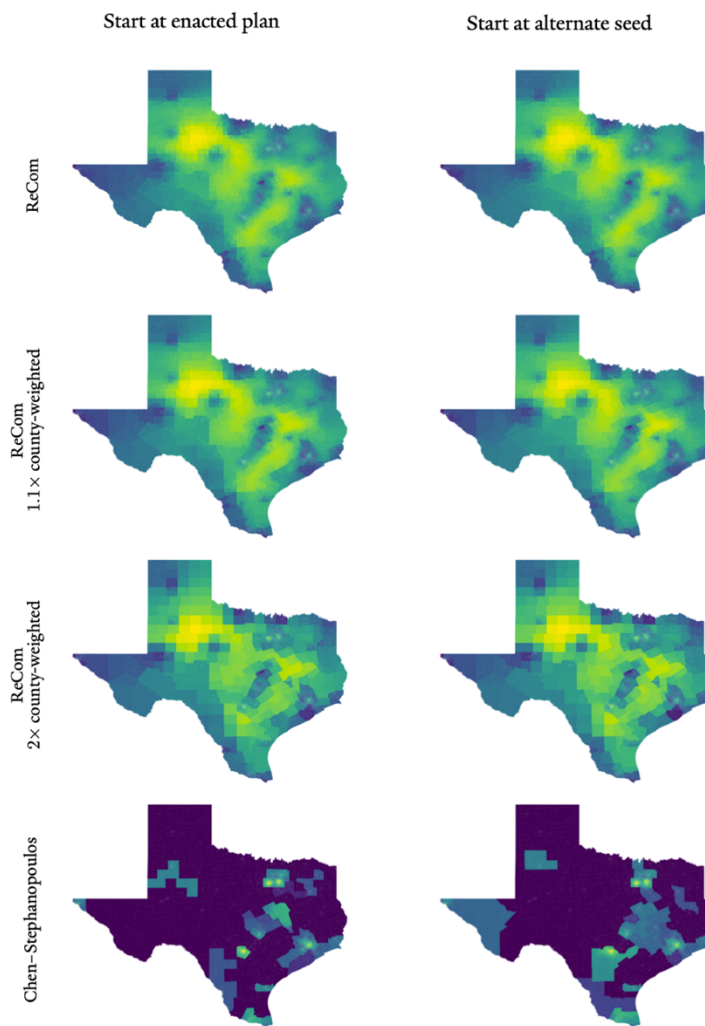 Start at enacted plan
Start at alternate seed
ReCom
ReCom
1.1× county-weighted
ReCom
2× county-weighted
Chen–Stephanopoulos